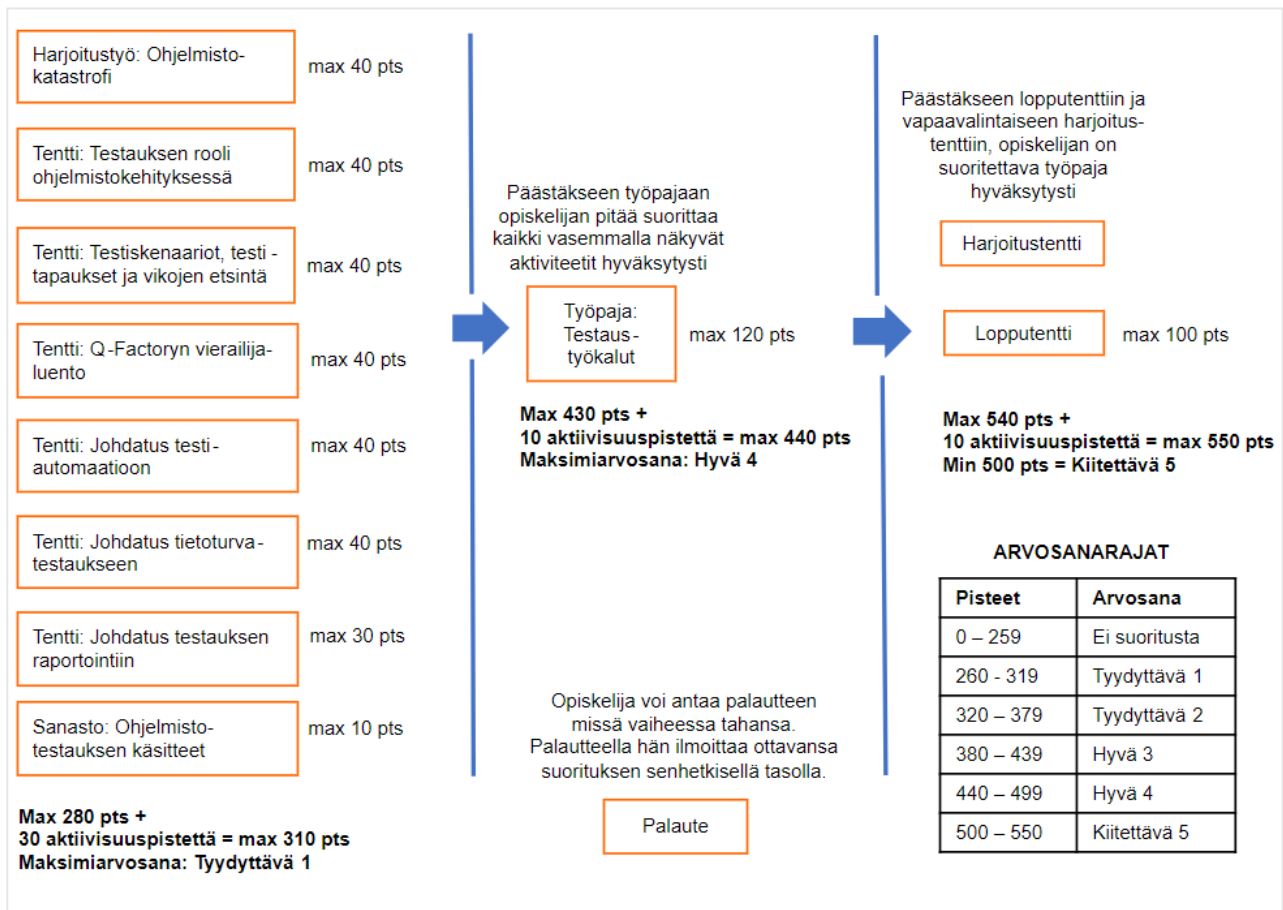 Harjoitustyö: Ohjelmisto-
katastrofi
max 40 pts
Tentti: Testauksen rooli
ohjelmistokehityksessä
max 40 pts
Tentti: Testiskenaariot, testi -
tapaukset ja vikojen etsintä
max 40 pts
Tentti: Q-Factoryn vierailija-
luento
max 40 pts
Tentti: Johdatus testi-
automaatioon
max 40 pts
Tentti: Johdatus tietoturva-
testaukseen
max 40 pts
Tentti: Johdatus testauksen
raportointiin
max 30 pts
Sanasto: Ohjelmisto-
testauksen käsitteet
max 10 pts
Max 280 pts +
30 aktiivisuuspistettä = max 310 pts
Maksimiarvosana: Tyydyttävä 1
Päästäkseen työpajaan
opiskelijan pitää suorittaa
kaikki vasemmalla näkyvät
aktiviteetit hyväksytysti
Työpaja:
Testaus-
työkalut
max 120 pts
Max 430 pts +
10 aktiivisuuspistettä = max 440 pts
Maksimiarvosana: Hyvä 4
Opiskelija voi antaa palautteen
missä vaiheessa tahansa.
Palautteella hän ilmoittaa ottavansa
suorituksen senhetkisellä tasolla.
Palaute
Päästäkseen lopputenttiin ja
vapaavalintaiseen harjoitus-
tenttiin, opiskelijan on
suoritettava työpaja
hyväksytysti
Harjoitustentti
Lopputentti
max 100 pts
Max 540 pts +
10 aktiivisuuspistettä = max 550 pts
Min 500 pts = Kiitettävä 5
ARVOSANARAJAT
Pisteet Arvosana
0 – 259 Ei suoritusta
260 - 319 Tyydyttävä 1
320 – 379 Tyydyttävä 2
380 – 439 Hyvä 3
440 – 499 Hyvä 4
500 – 550 Kiitettävä 5